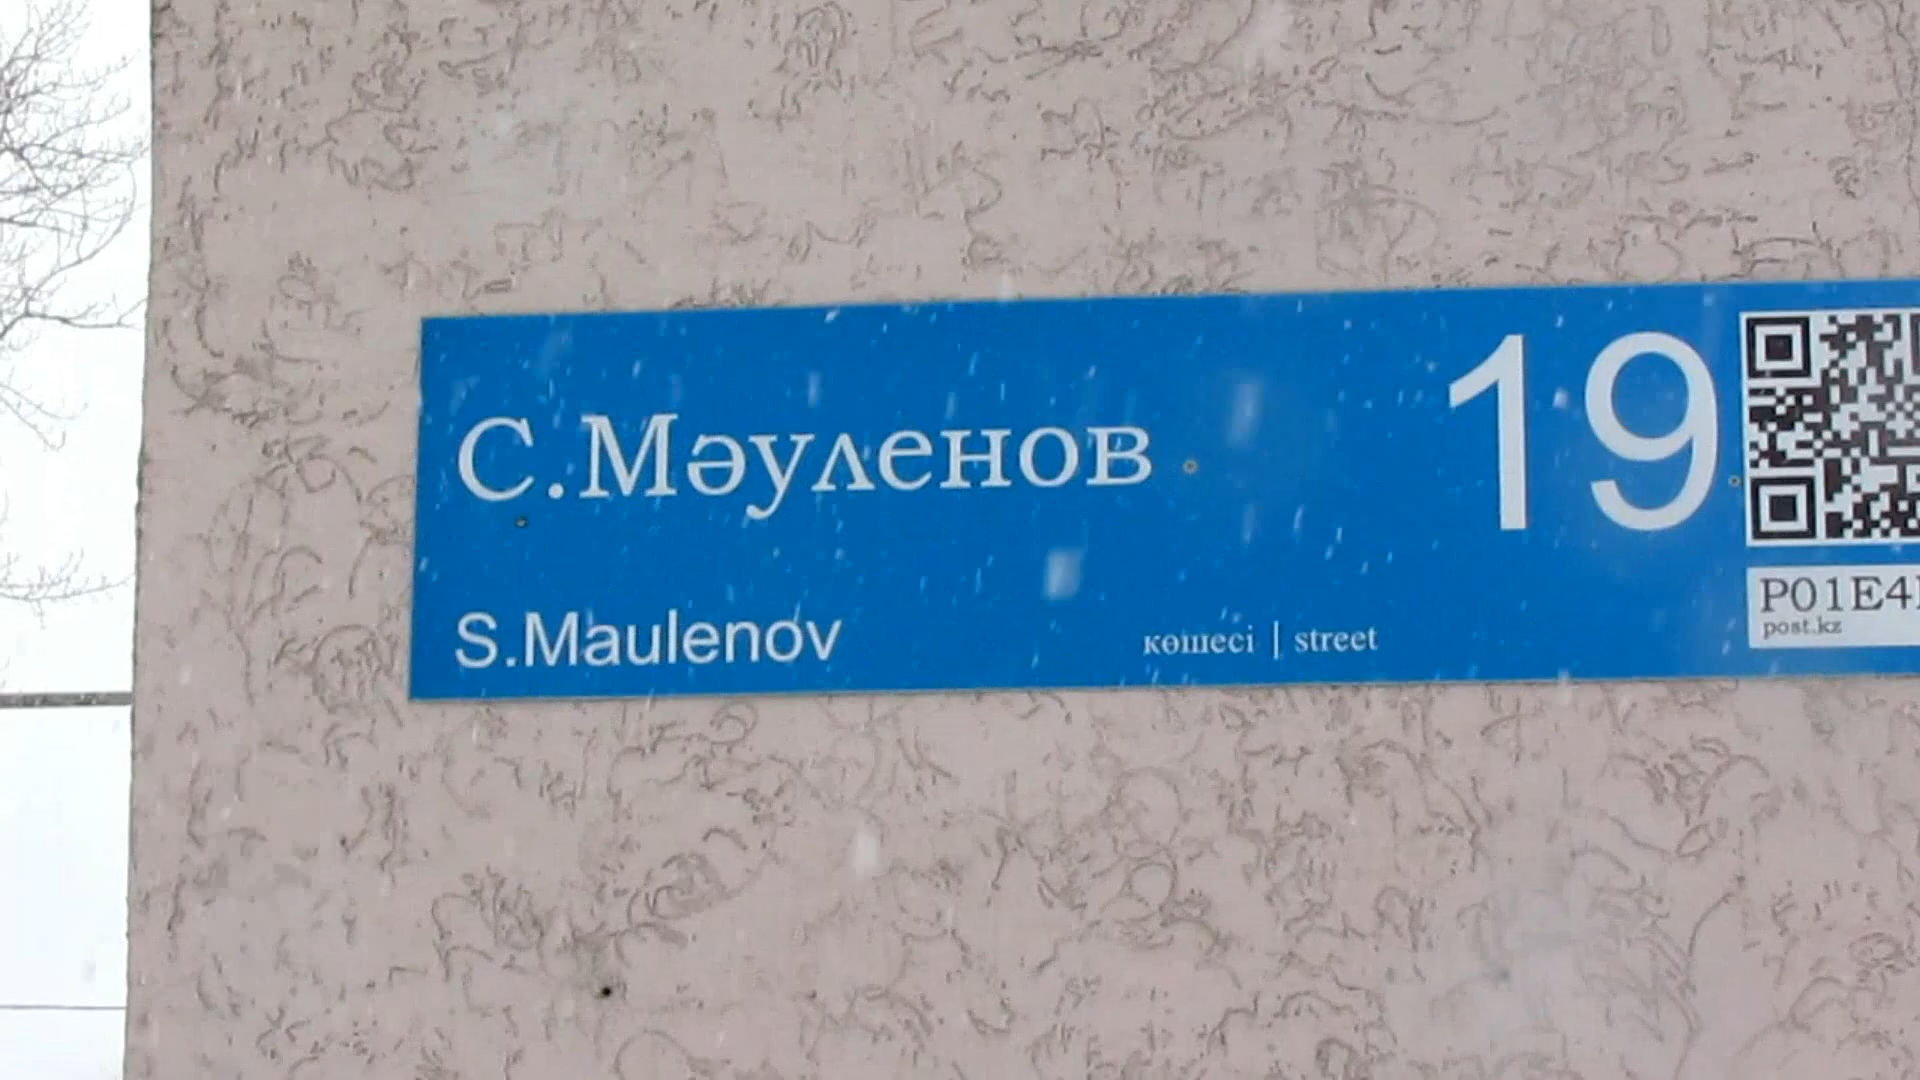 С.Мәуленов
19
S.Maulenov
көшесі | street
P01E4
post.kz